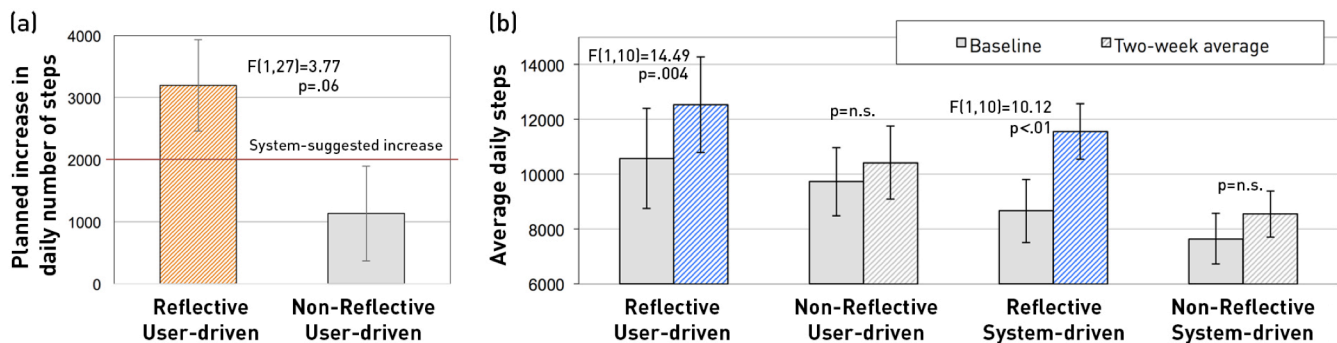 (a)
Planned increase in
daily number of steps
4000
3000
2000
1000
0
F(1,27)=3.77
p=.06
System-suggested increase
Reflective
User-driven
Non-Reflective
User-driven
(b)
Average daily steps
14000
12000
10000
8000
6000
Baseline
Two-week average
F(1,10)=14.49
p=.004
p=n.s.
F(1,10)=10.12
p<.01
p=n.s.
Reflective
User-driven
Non-Reflective
User-driven
Reflective
System-driven
Non-Reflective
System-driven